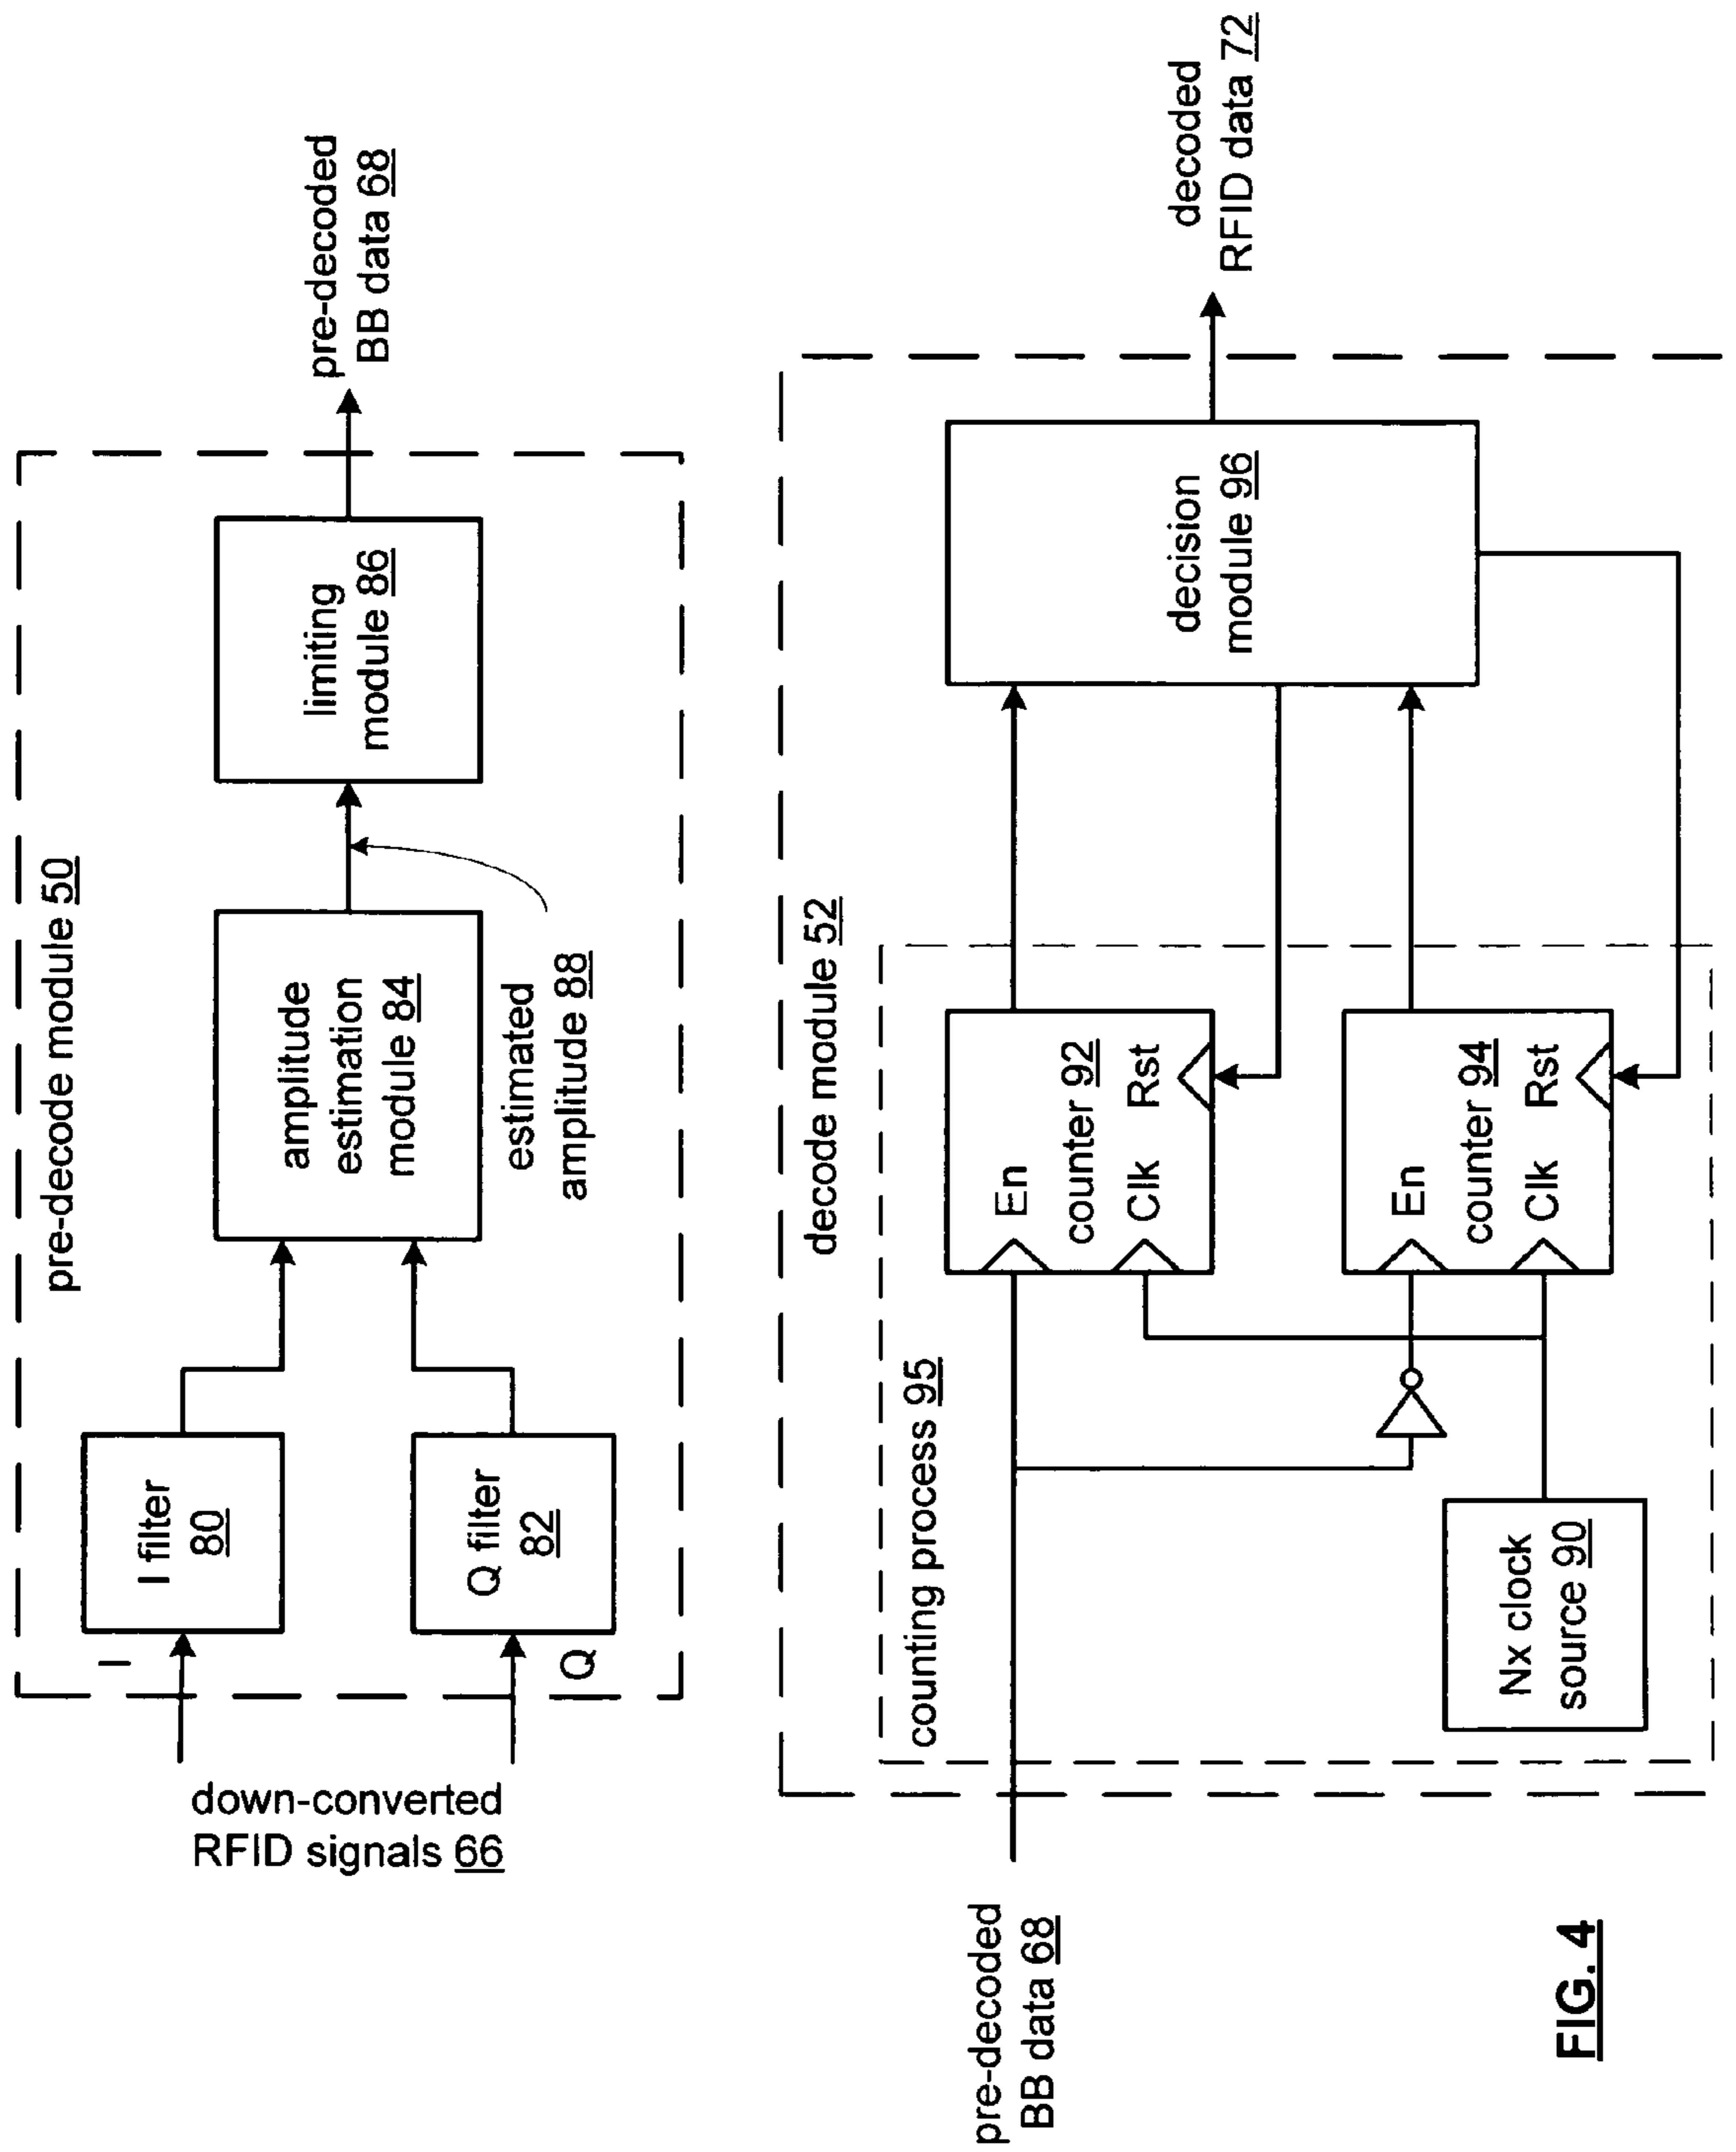 pre-decode module 50
I
I filter
80
Q filter
82
Q
down-converted
RFID signals 66
amplitude
estimation
module 84
estimated
amplitude 88
limiting
module 86
pre-decoded
BB data 68
decode module 52
counting process 95
pre-decoded
BB data 68
En
counter 92
Clk Rst
En
counter 94
Clk Rst
Nx clock
source 90
decision
module 96
decoded
RFID data 72
FIG. 4